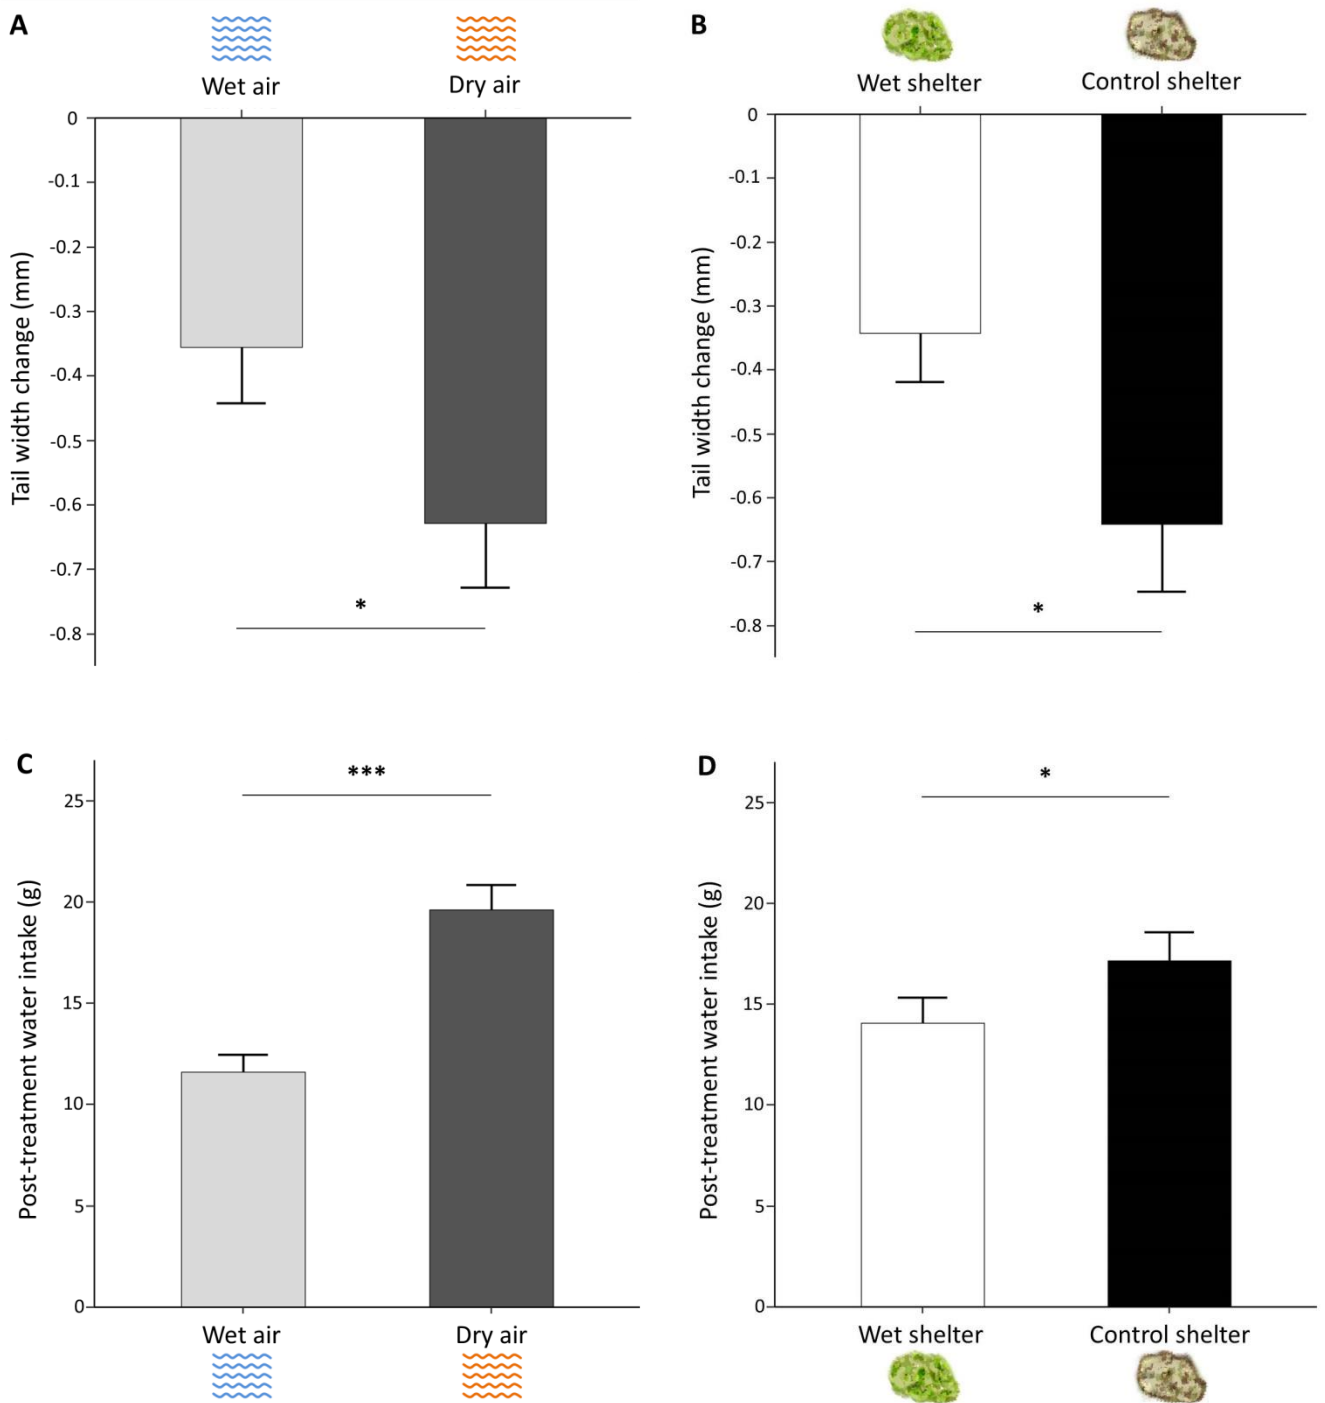 A
Wet air
Dry air
0
-0.1
-0.2
-0.3
-0.4
-0.5
-0.6
-0.7
-0.8
Tail width change (mm)
*
B
Wet shelter
Control shelter
0
-0.1
-0.2
-0.3
-0.4
-0.5
-0.6
-0.7
-0.8
Tail width change (mm)
*
C
***
25
20
15
10
5
0
Post-treatment water intake (g)
Wet air
Dry air
D
*
25
20
15
10
5
0
Post-treatment water intake (g)
Wet shelter
Control shelter